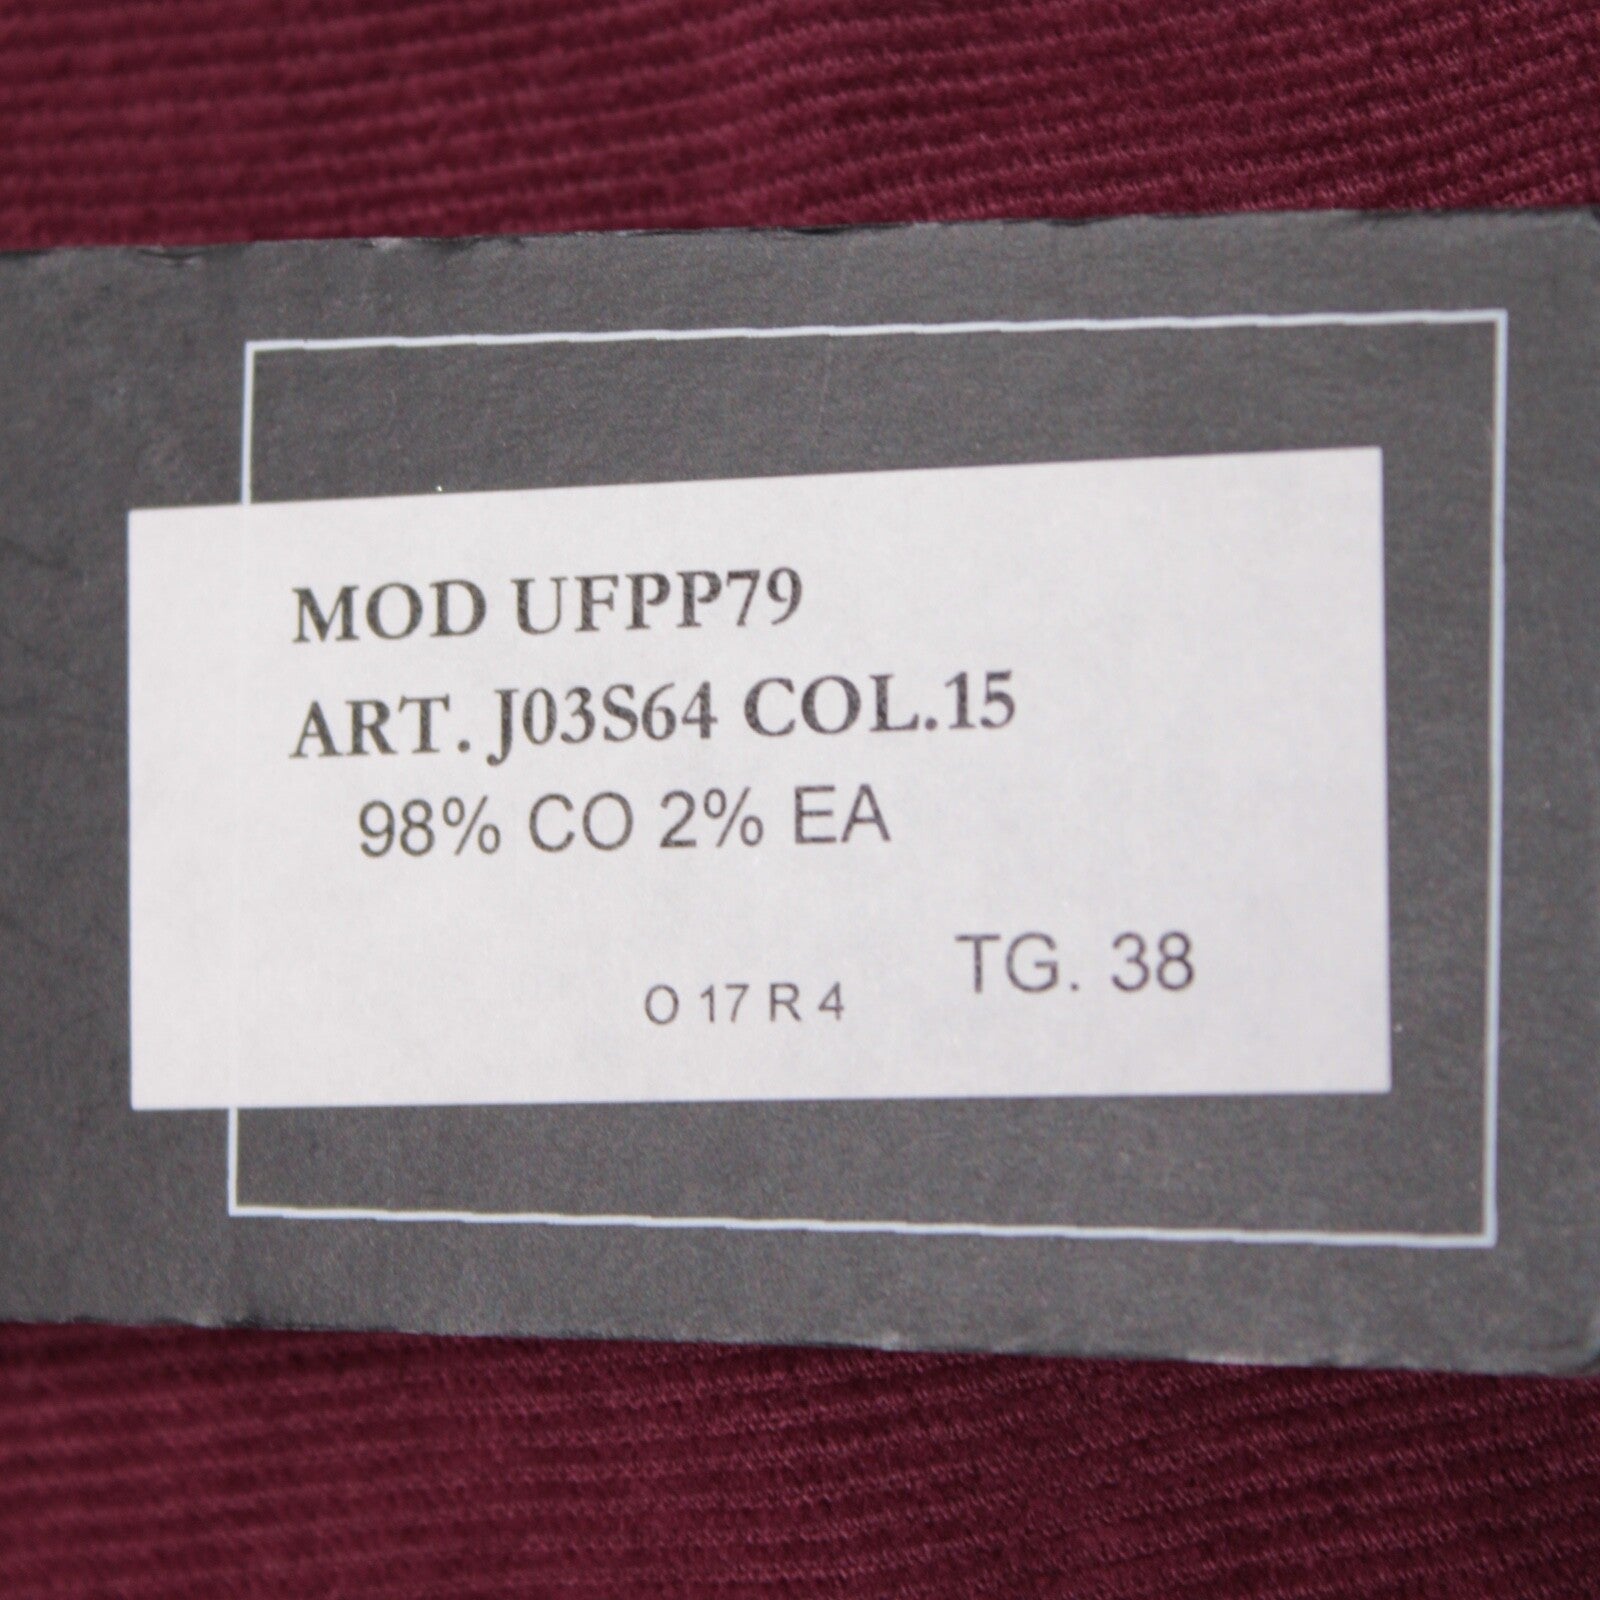 MOD UFPP79
ART. J03S64 COL.15
98% CO 2% EA
O 17 R 4 TG. 38